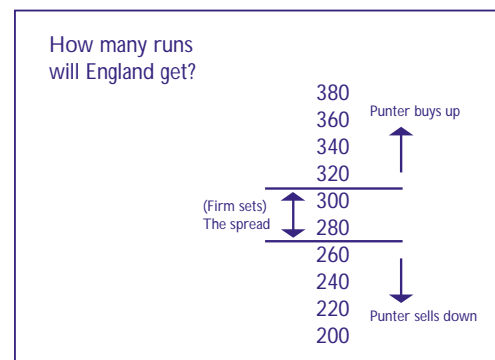 How many runs
will England get?
380
360
Punter buys up
340
320
(Firm sets)
The spread
300
280
260
240
220
Punter sells down
200